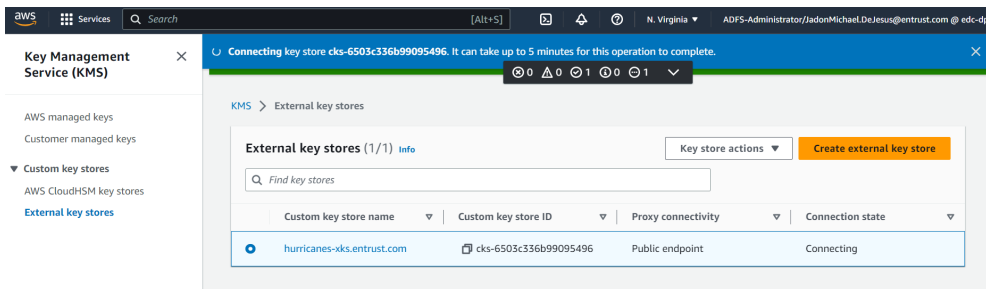 aws
Services
Search
[Alt+S]
N. Virginia
ADFS-Administrator/JadonMichael.DeJesus@entrust.com @ edc-dp
Key Management
Service (KMS)
AWS managed keys
Customer managed keys
Custom key stores
AWS CloudHSM key stores
External key stores
Connecting key store cks-6503c336b99095496. It can take up to 5 minutes for this operation to complete.
0 0 1 0 1
KMS > External key stores
External key stores (1/1) Info
Key store actions
Create external key store
Find key stores
Custom key store name
Custom key store ID
Proxy connectivity
Connection state
hurricanes-xks.entrust.com
cks-6503c336b99095496
Public endpoint
Connecting